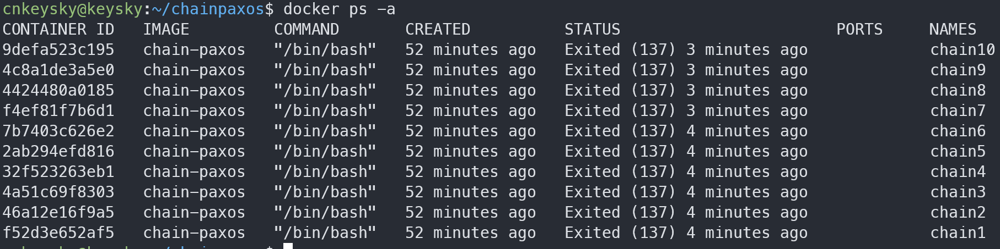 cnkeysky@keysky:~/chainpaxos$ docker ps -a
CONTAINER ID   IMAGE         COMMAND       CREATED          STATUS                       PORTS     NAMES
9defa523c195   chain-paxos   "/bin/bash"   52 minutes ago   Exited (137) 3 minutes ago             chain10
4c8a1de3a5e0   chain-paxos   "/bin/bash"   52 minutes ago   Exited (137) 3 minutes ago             chain9
4424480a0185   chain-paxos   "/bin/bash"   52 minutes ago   Exited (137) 3 minutes ago             chain8
f4ef81f7b6d1   chain-paxos   "/bin/bash"   52 minutes ago   Exited (137) 3 minutes ago             chain7
7b7403c626e2   chain-paxos   "/bin/bash"   52 minutes ago   Exited (137) 4 minutes ago             chain6
2ab294efd816   chain-paxos   "/bin/bash"   52 minutes ago   Exited (137) 4 minutes ago             chain5
32f523263eb1   chain-paxos   "/bin/bash"   52 minutes ago   Exited (137) 4 minutes ago             chain4
4a51c69f8303   chain-paxos   "/bin/bash"   52 minutes ago   Exited (137) 4 minutes ago             chain3
46a12e16f9a5   chain-paxos   "/bin/bash"   52 minutes ago   Exited (137) 4 minutes ago             chain2
f52d3e652af5   chain-paxos   "/bin/bash"   52 minutes ago   Exited (137) 4 minutes ago             chain1